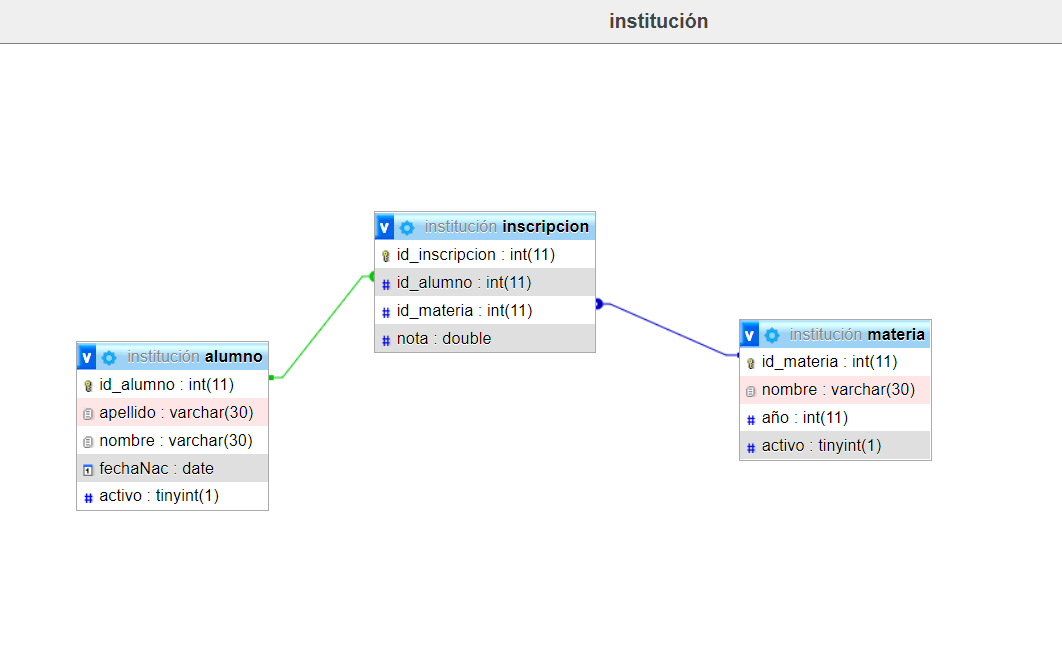 institución
institución inscripcion
id_inscripcion : int(11)
id_alumno : int(11)
id_materia : int(11)
nota : double
institución alumno
id_alumno : int(11)
apellido : varchar(30)
nombre : varchar(30)
fechaNac : date
activo : tinyint(1)
institución materia
id_materia : int(11)
nombre : varchar(30)
año : int(11)
activo : tinyint(1)